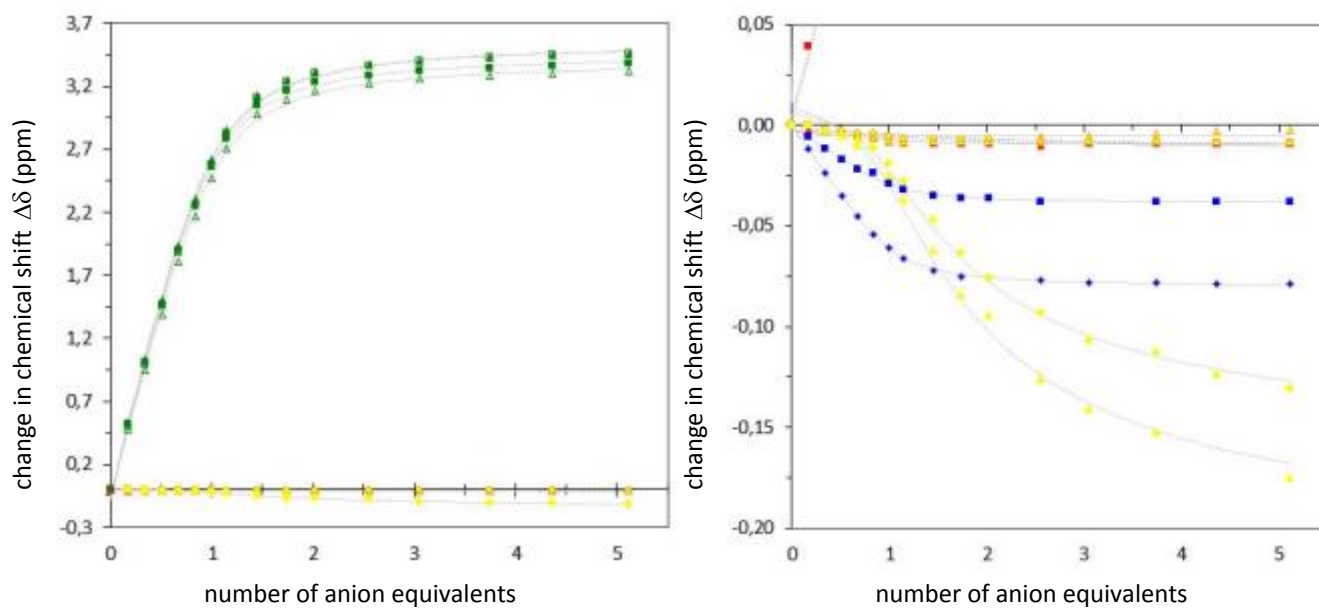 change in chemical shift Δδ (ppm)
3,7
3,2
2,7
2,2
1,7
1,2
0,7
0,2
-0,3
0 1 2 3 4 5
number of anion equivalents
change in chemical shift Δδ (ppm)
0,05
0,00
-0,05
-0,10
-0,15
-0,20
0 1 2 3 4 5
number of anion equivalents